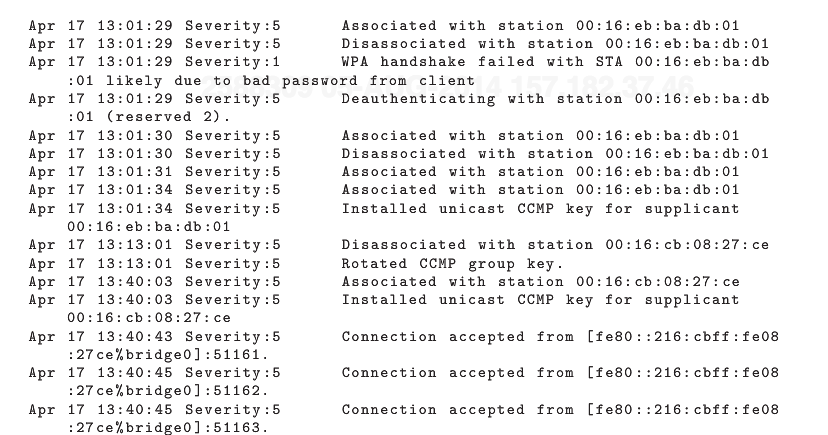 Apr 17 13:01:29 Severity:5 Associated with station 00:16:eb:ba:db:01
Apr 17 13:01:29 Severity:5 Disassociated with station 00:16:eb:ba:db:01
Apr 17 13:01:29 Severity:1 WPA handshake failed with STA 00:16:eb:ba:db
:01 likely due to bad password from client
Apr 17 13:01:29 Severity:5 Deauthenticating with station 00:16:eb:ba:db
:01 (reserved 2).
Apr 17 13:01:30 Severity:5 Associated with station 00:16:eb:ba:db:01
Apr 17 13:01:30 Severity:5 Disassociated with station 00:16:eb:ba:db:01
Apr 17 13:01:31 Severity:5 Associated with station 00:16:eb:ba:db:01
Apr 17 13:01:34 Severity:5 Associated with station 00:16:eb:ba:db:01
Apr 17 13:01:34 Severity:5 Installed unicast CCMP key for supplicant
00:16:eb:ba:db:01
Apr 17 13:13:01 Severity:5 Disassociated with station 00:16:cb:08:27:ce
Apr 17 13:13:01 Severity:5 Rotated CCMP group key.
Apr 17 13:40:03 Severity:5 Associated with station 00:16:cb:08:27:ce
Apr 17 13:40:03 Severity:5 Installed unicast CCMP key for supplicant
00:16:cb:08:27:ce
Apr 17 13:40:43 Severity:5 Connection accepted from [fe80::216:cbff:fe08
:27ce%bridge0]:51161.
Apr 17 13:40:45 Severity:5 Connection accepted from [fe80::216:cbff:fe08
:27ce%bridge0]:51162.
Apr 17 13:40:45 Severity:5 Connection accepted from [fe80::216:cbff:fe08
:27ce%bridge0]:51163.